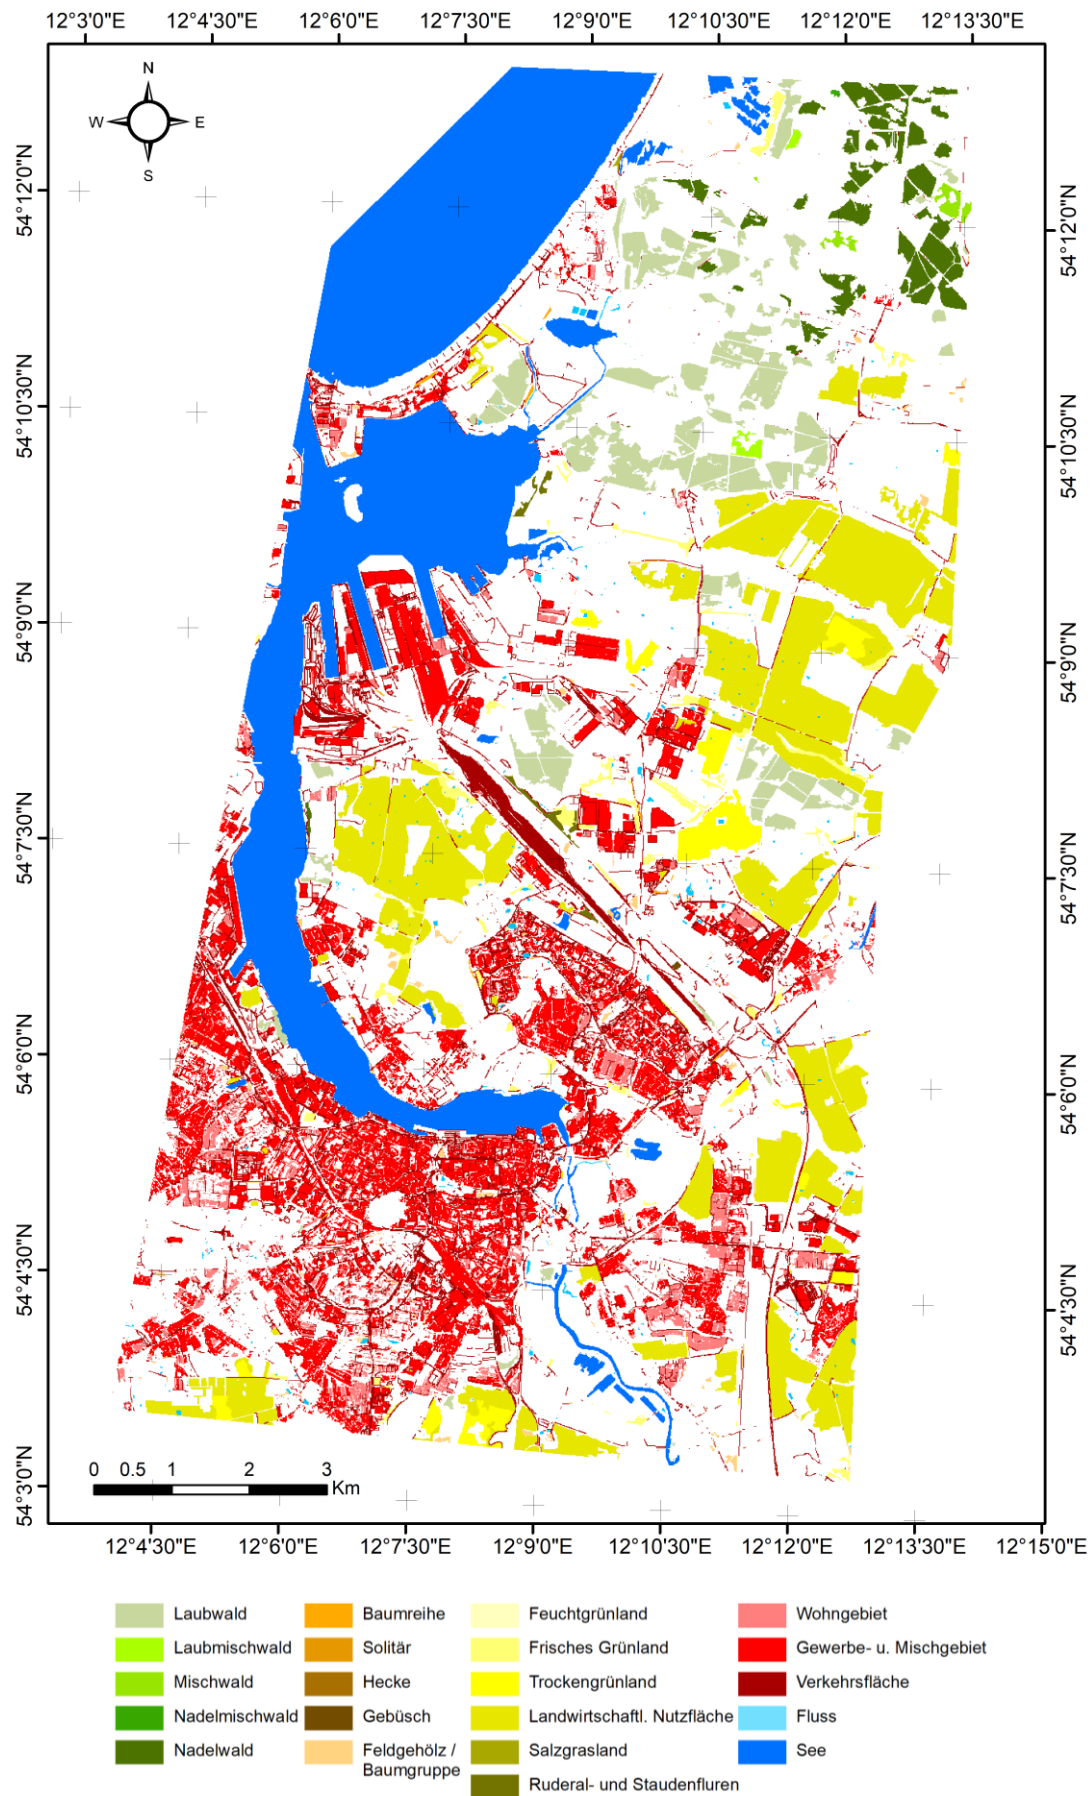 12°3'0"E 12°4'30"E 12°6'0"E 12°7'30"E 12°9'0"E 12°10'30"E 12°12'0"E 12°13'30"E
N
W E
S
54°12'0"N
54°12'0"N
54°10'30"N
54°10'30"N
54°9'0"N
54°9'0"N
54°7'30"N
54°7'30"N
54°6'0"N
54°6'0"N
54°4'30"N
54°4'30"N
54°3'0"N
0 0.5 1 2 3
Km
12°4'30"E 12°6'0"E 12°7'30"E 12°9'0"E 12°10'30"E 12°12'0"E 12°13'30"E 12°15'0"E
Laubwald
Laubmischwald
Mischwald
Nadelmischwald
Nadelwald
Baumreihe
Solitär
Hecke
Gebüsch
Feldgehölz /
Baumgruppe
Feuchtgrünland
Frisches Grünland
Trockengrünland
Landwirtschaftl. Nutzfläche
Salzgrasland
Ruderal- und Staudenfluren
Wohngebiet
Gewerbe- u. Mischgebiet
Verkehrsfläche
Fluss
See